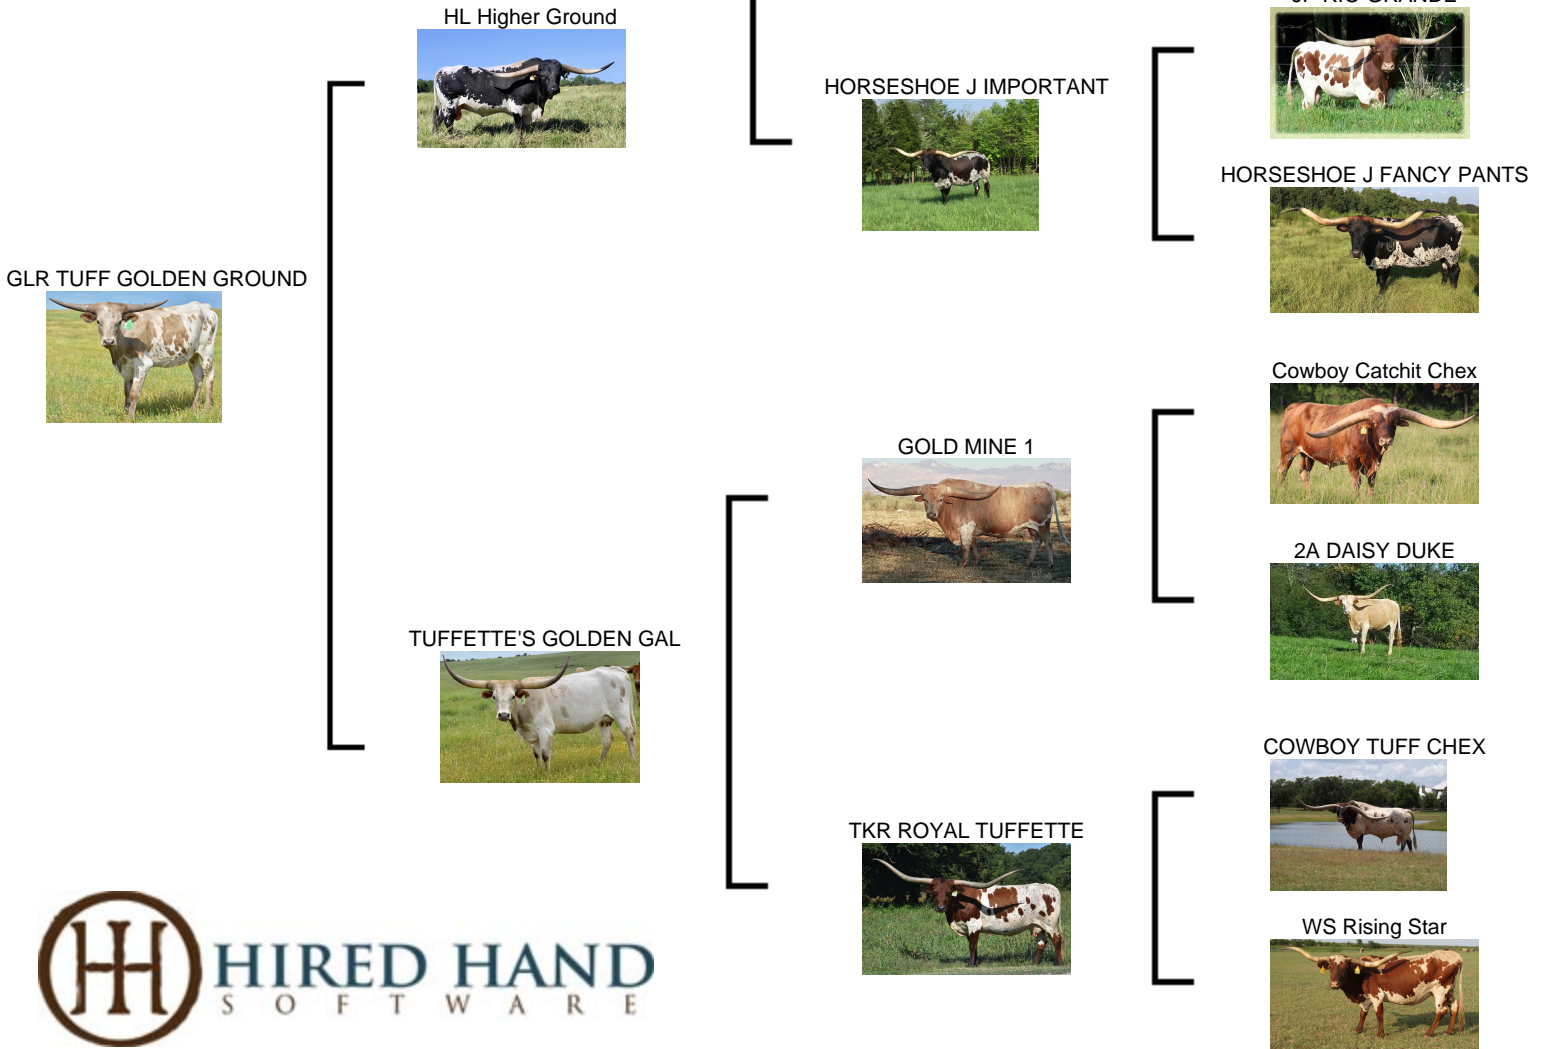 HL Higher Ground
HORSESHOE J IMPORTANT
HORSESHOE J FANCY PANTS
GLR TUFF GOLDEN GROUND
Cowboy Catchit Chex
GOLD MINE 1
2A DAISY DUKE
TUFFETTE'S GOLDEN GAL
COWBOY TUFF CHEX
TKR ROYAL TUFFETTE
WS Rising Star
HIRED HAND
SOFTWARE